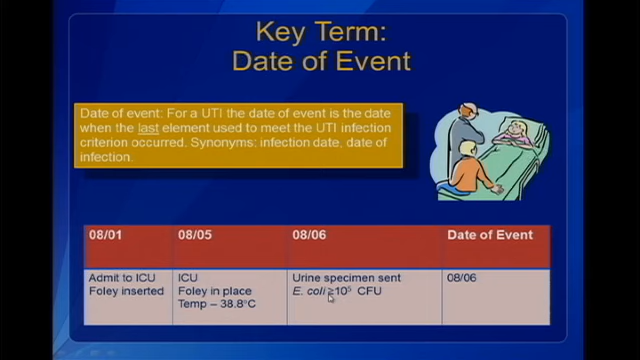 Key Term:
Date of Event
Date of event: For a UTI the date of event is the date
when the last element used to meet the UTI infection
criterion occurred. Synonyms: infection date, date of
infection.
08/01 08/05 08/06 Date of Event
Admit to ICU ICU Urine specimen sent 08/06
Foley inserted Foley in place E. coli ≥10⁵ CFU
Temp – 38.8°C